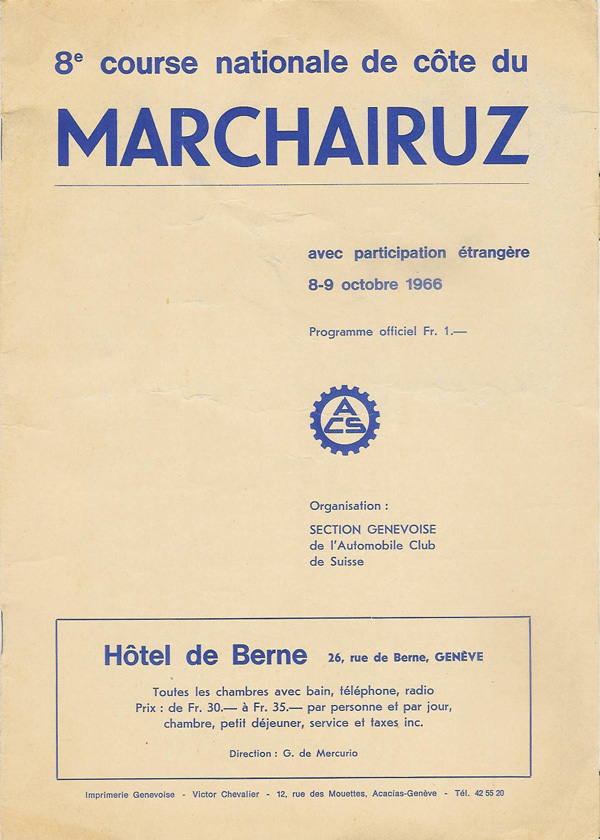 8e course nationale de côte du
MARCHAIRUZ
avec participation étrangère
8-9 octobre 1966
Programme officiel Fr. 1.—
A
CS
Organisation :
SECTION GENEVOISE
de l'Automobile Club
de Suisse
Hôtel de Berne 26, rue de Berne, GENÈVE
Toutes les chambres avec bain, téléphone, radio
Prix : de Fr. 30.— à Fr. 35.— par personne et par jour,
chambre, petit déjeuner, service et taxes inc.
Direction : G. de Mercurio
Imprimerie Genevoise - Victor Chevalier - 12, rue des Mouettes, Acacias-Genève - Tél. 42 55 20